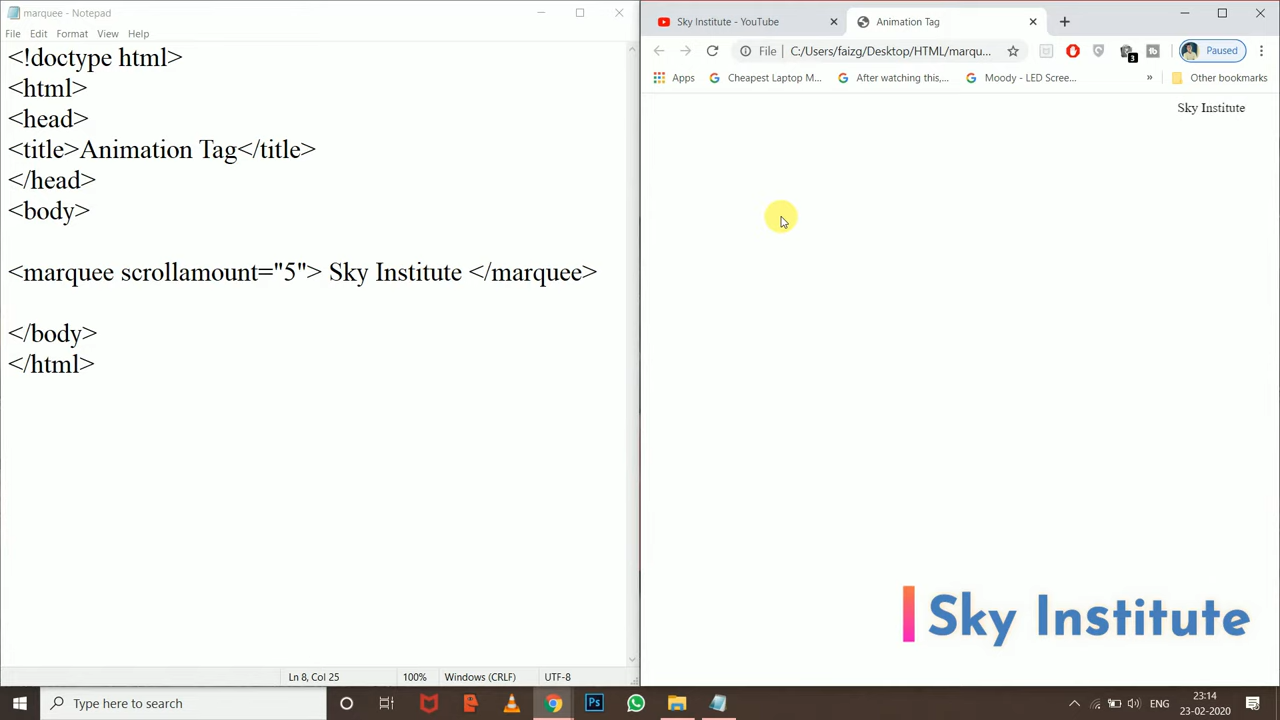 marquee - Notepad
File Edit Format View Help
<!doctype html>
<html>
<head>
<title>Animation Tag</title>
</head>
<body>
<marquee scrollamount="5"> Sky Institute </marquee>
</body>
</html>
Ln 8, Col 25 100% Windows (CRLF) UTF-8
Sky Institute - YouTube Animation Tag
File C:/Users/faizg/Desktop/HTML/marqu... Paused
Apps Cheapest Laptop M... After watching this,... Moody - LED Scree... » Other bookmarks
Sky Institute
Sky Institute
Type here to search
Ps
ENG
23:14
23-02-2020
3